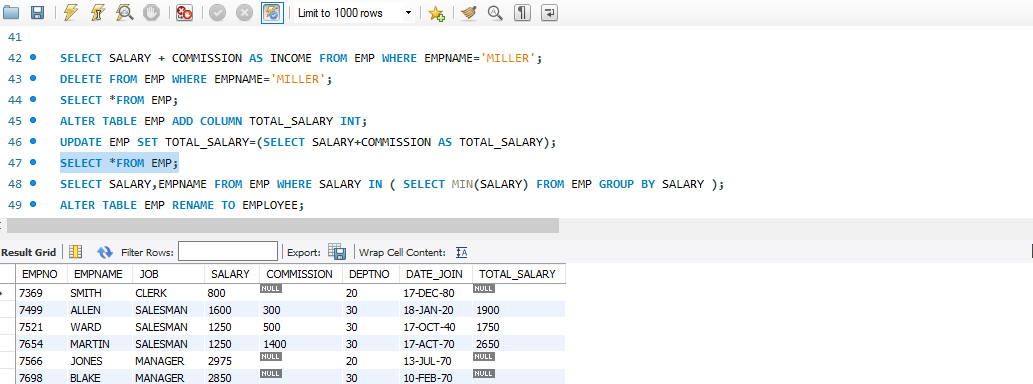 Limit to 1000 rows
41
42 SELECT SALARY + COMMISSION AS INCOME FROM EMP WHERE EMPNAME='MILLER';
43 DELETE FROM EMP WHERE EMPNAME='MILLER';
44 SELECT *FROM EMP;
45 ALTER TABLE EMP ADD COLUMN TOTAL_SALARY INT;
46 UPDATE EMP SET TOTAL_SALARY=(SELECT SALARY+COMMISSION AS TOTAL_SALARY);
47 SELECT *FROM EMP;
48 SELECT SALARY,EMPNAME FROM EMP WHERE SALARY IN ( SELECT MIN(SALARY) FROM EMP GROUP BY SALARY );
49 ALTER TABLE EMP RENAME TO EMPLOYEE;
Result Grid Filter Rows: Export: Wrap Cell Content:
EMPNO EMPNAME JOB SALARY COMMISSION DEPTNO DATE_JOIN TOTAL_SALARY
7369 SMITH CLERK 800 NULL 20 17-DEC-80 NULL
7499 ALLEN SALESMAN 1600 300 30 18-JAN-20 1900
7521 WARD SALESMAN 1250 500 30 17-OCT-40 1750
7654 MARTIN SALESMAN 1250 1400 30 17-ACT-70 2650
7566 JONES MANAGER 2975 NULL 20 13-JUL-70 NULL
7698 BLAKE MANAGER 2850 NULL 30 10-FEB-70 NULL